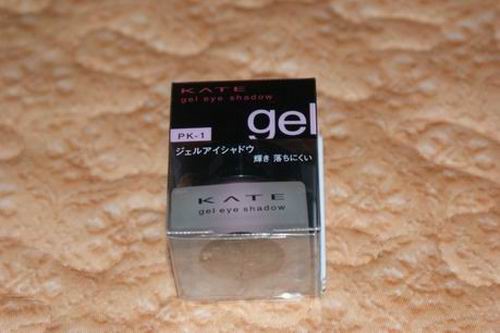 KATE
gel eye shadow
gel
PK-1
ジェルアイシャドウ
輝き 落ちにくい
KATE
gel eye shadow